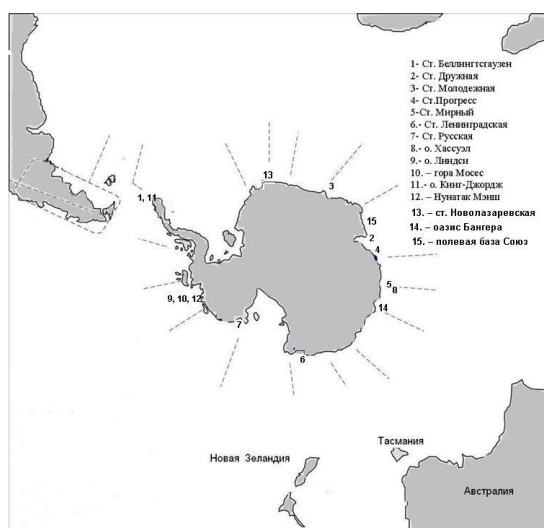 1- Ст. Беллингтсгаузен
2- Ст. Дружная
3- Ст. Молодежная
4- Ст.Прогресс
5-Ст. Мирный
6.- Ст. Ленинградская
7- Ст. Русская
8.- о. Хассуэл
9.- о. Линдси
10. – гора Мосес
11.- о. Кинг-Джордж
12. – Нунатак Мэниш
13. – ст. Новолазаревская
14. – оазис Бангера
15. – полевая база Союз
13
3
1, 11
15
2
4
5
8
9, 10, 12
14
7
6
Тасмания
Новая Зеландия
Австралия